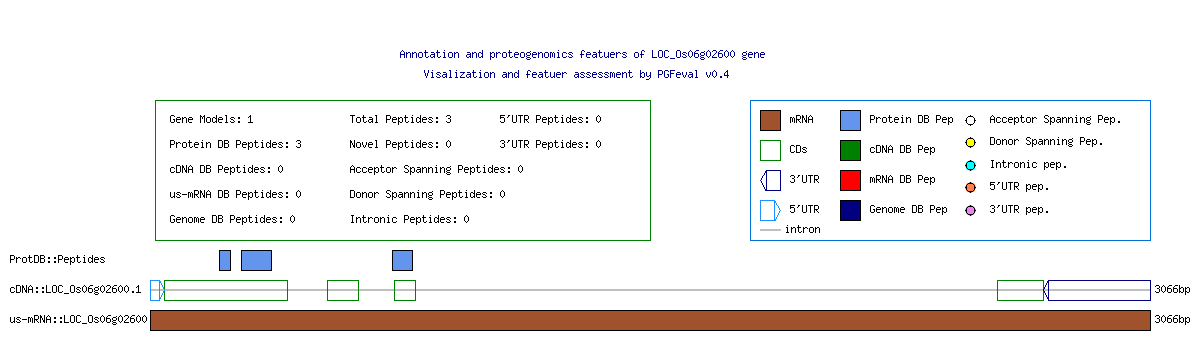 Annotation and proteogenomics featuers of LOC_Os06g02600 gene
Visalization and featuer assessment by PGFeval v0.4
Gene Models: 1 Total Peptides: 3 5'UTR Peptides: 0
Protein DB Peptides: 3 Novel Peptides: 0 3'UTR Peptides: 0
cDNA DB Peptides: 0 Acceptor Spanning Peptides: 0
us-mRNA DB Peptides: 0 Donor Spanning Peptides: 0
Genome DB Peptides: 0 Intronic Peptides: 0
mRNA Protein DB Pep Acceptor Spanning Pep.
CDs cDNA DB Pep Donor Spanning Pep.
3'UTR mRNA DB Pep Intronic pep.
5'UTR Genome DB Pep 5'UTR pep.
intron 3'UTR pep.
ProtDB::Peptides
cDNA::LOC_Os06g02600.1 3066bp
us-mRNA::LOC_Os06g02600 3066bp